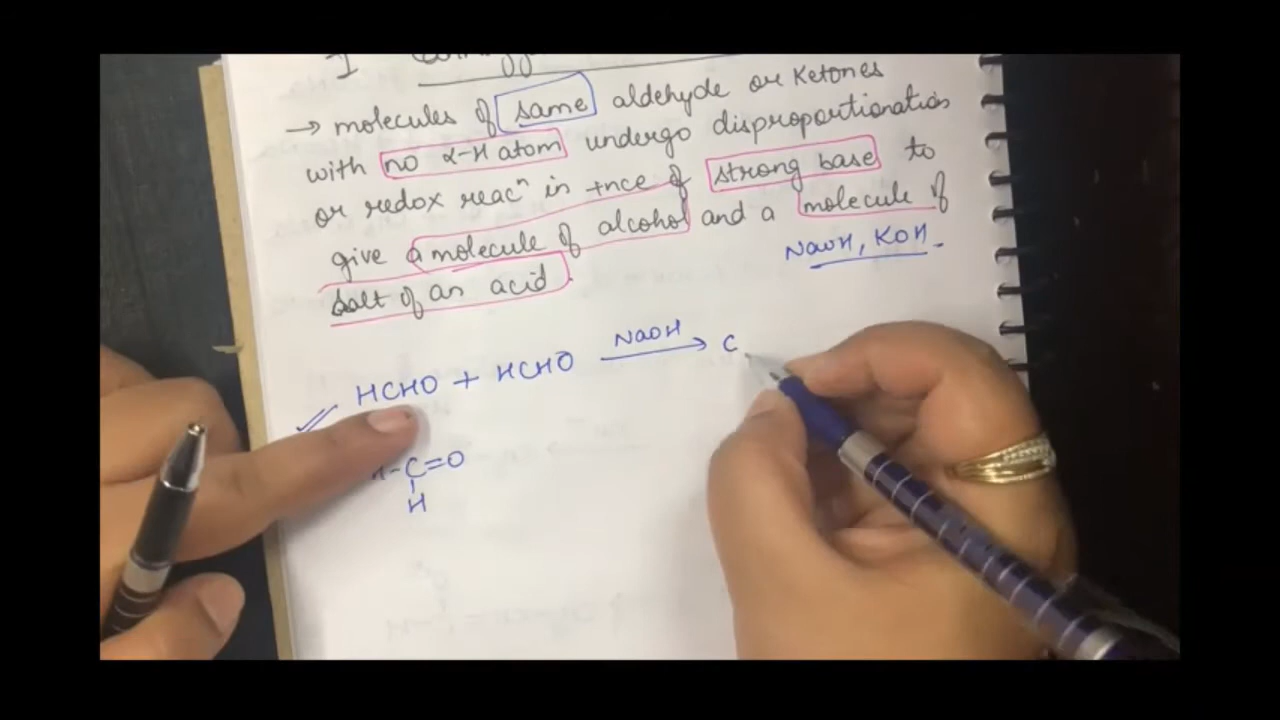 I
→ molecules of same aldehyde or Ketones
with no α-H atom undergo disproportionation
or redox reacⁿ in +nce of strong base to
give a molecule of alcohol and a molecule of
NaOH, KOH.
salt of an acid.
HCHO + HCHO NaOH → C
H-C=O
H